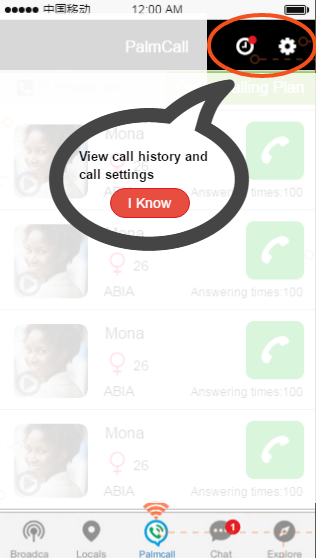 中国移动 12:00 AM
PalmCall
alling Plan
View call history and
call settings
I Know
Mona
Answering times:100
Mona
26
ABIA
Answering times:100
Mona
26
ABIA
Answering times:100
Mona
26
ABIA
Answering times:100
Broadca Locals Palmcall Chat 1 Explore